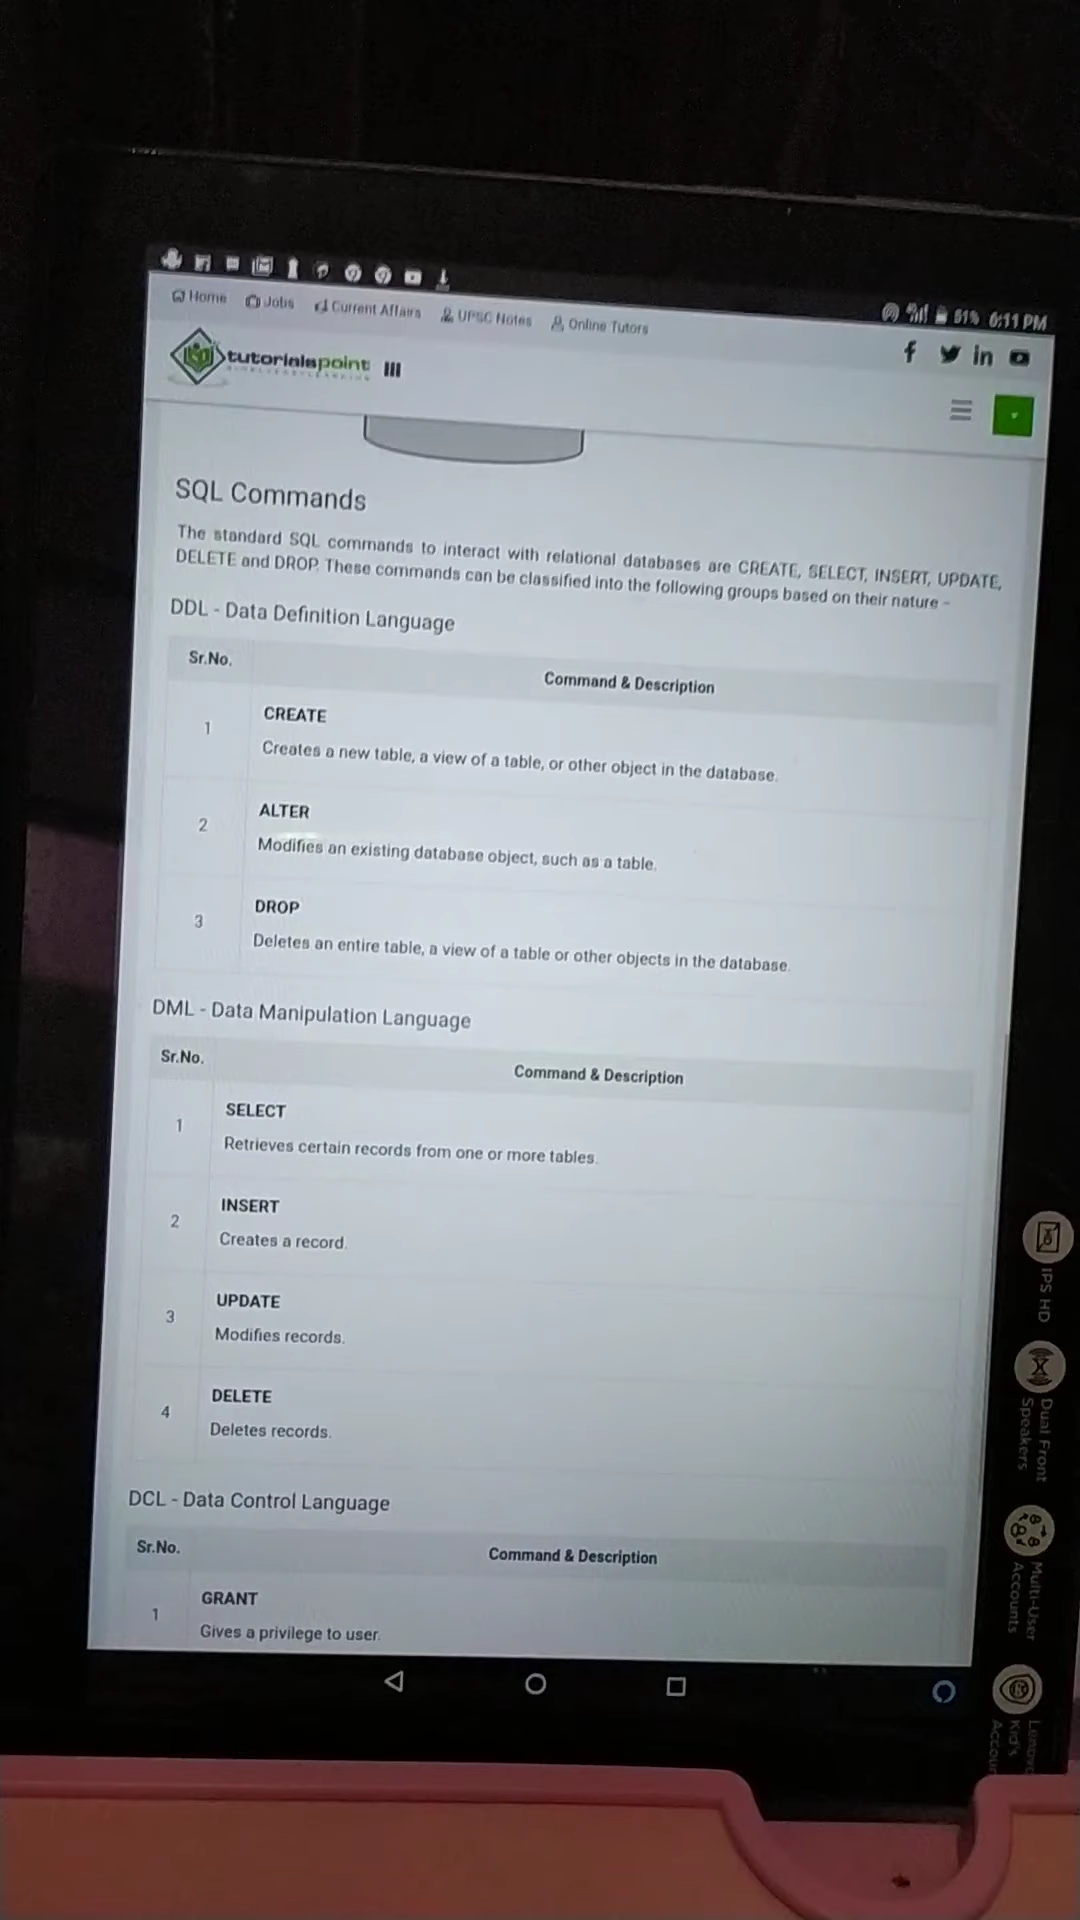 61% 6:11 PM
Home Jobs Current Affairs UPSC Notes Online Tutors
tutorialspoint
SQL Commands
The standard SQL commands to interact with relational databases are CREATE, SELECT, INSERT, UPDATE,
DELETE and DROP. These commands can be classified into the following groups based on their nature −
DDL - Data Definition Language
Sr.No. Command & Description
1 CREATE
Creates a new table, a view of a table, or other object in the database.
2 ALTER
Modifies an existing database object, such as a table.
3 DROP
Deletes an entire table, a view of a table or other objects in the database.
DML - Data Manipulation Language
Sr.No. Command & Description
1 SELECT
Retrieves certain records from one or more tables.
2 INSERT
Creates a record.
3 UPDATE
Modifies records.
4 DELETE
Deletes records.
DCL - Data Control Language
Sr.No. Command & Description
1 GRANT
Gives a privilege to user.
IPS HD
Dual Front
Speakers
Multi-User
Accounts
Lenovo
Kid's
Accoun